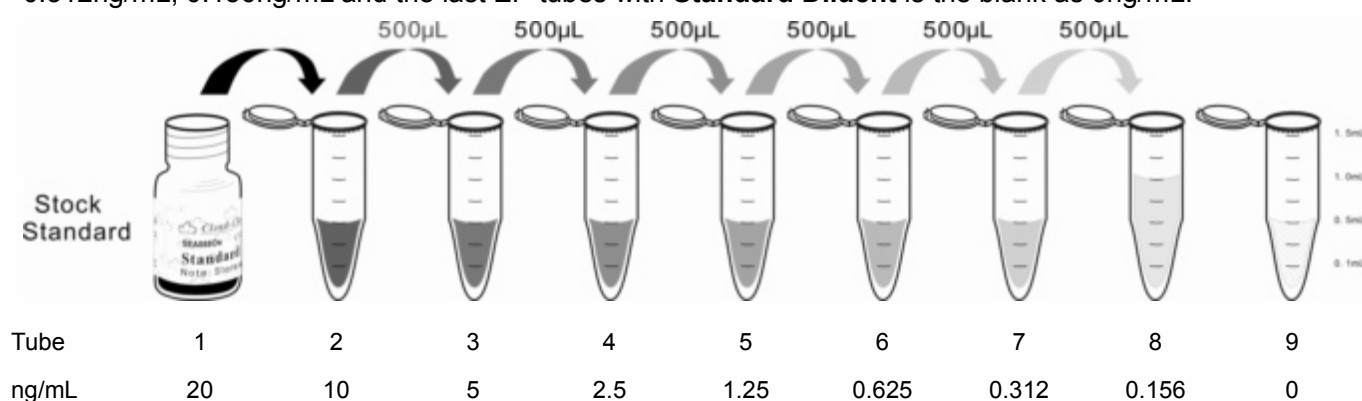 500µL 500µL 500µL 500µL 500µL 500µL
1.5mL
1.0mL
Stock
Standard
Standard
Note: Store
0.5mL
0.1mL
Tube 1 2 3 4 5 6 7 8 9
ng/mL 20 10 5 2.5 1.25 0.625 0.312 0.156 0